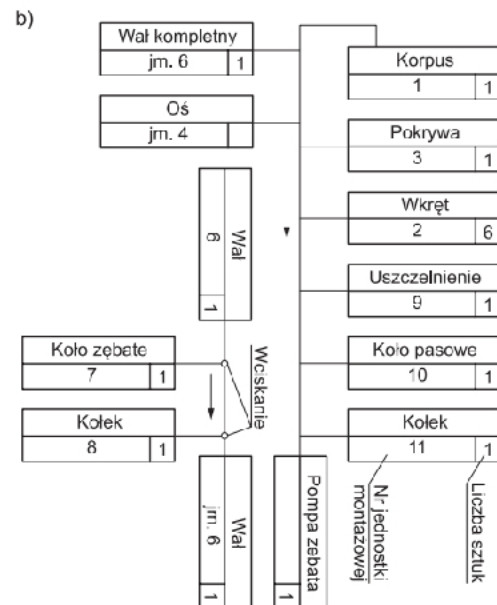 b)
Wał kompletny
jm. 6 1
Korpus
1 1
Oś
jm. 4
Pokrywa
3 1
Wał
6
1
Wkręt
2 6
Uszczelnienie
9 1
Koło zębate
7 1
Wciskanie
Koło pasowe
10 1
Kołek
8 1
Kołek
11 1
Wał
jm. 6
1
Pompa zębata
1
Nr jednostki
montażowej
Liczba sztuk